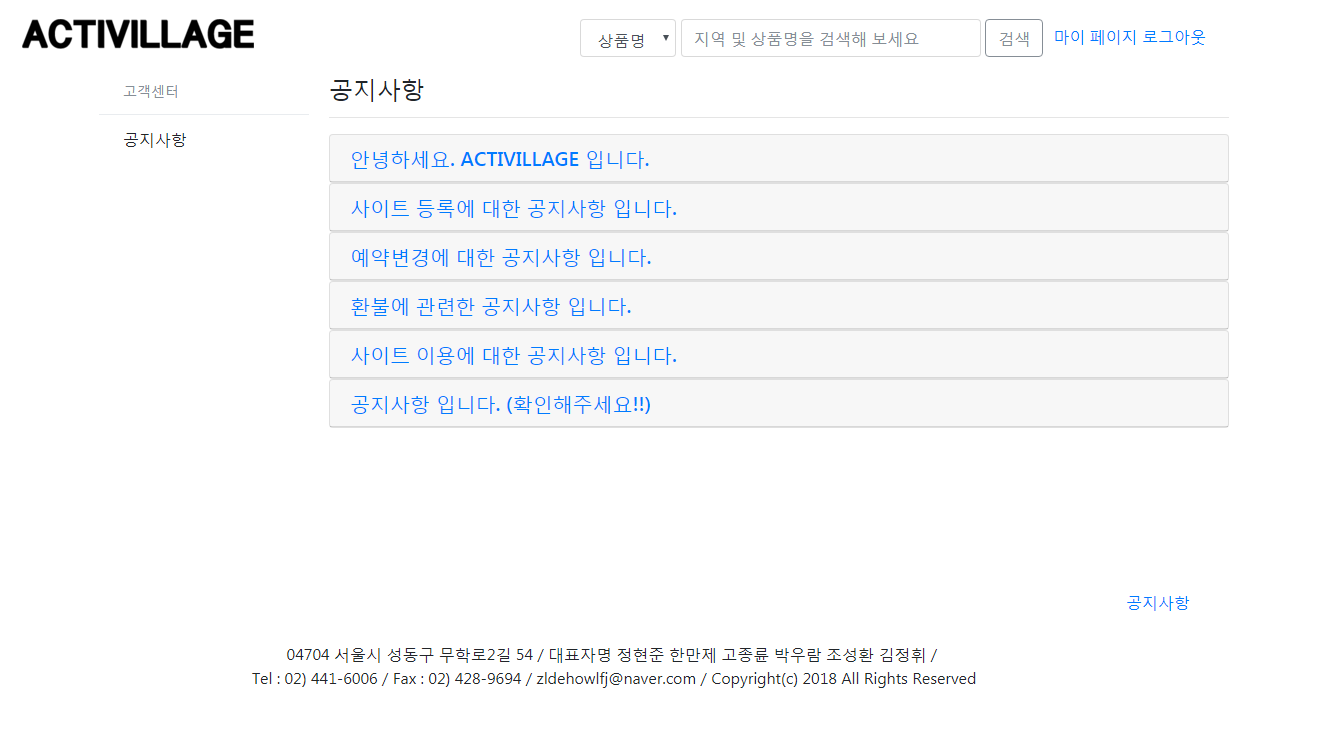 ACTIVILLAGE
상품명 지역 및 상품명을 검색해 보세요 검색 마이 페이지 로그아웃
고객센터
공지사항
공지사항
안녕하세요. ACTIVILLAGE 입니다.
사이트 등록에 대한 공지사항 입니다.
예약변경에 대한 공지사항 입니다.
환불에 관련한 공지사항 입니다.
사이트 이용에 대한 공지사항 입니다.
공지사항 입니다. (확인해주세요!!)
공지사항
04704 서울시 성동구 무학로2길 54 / 대표자명 정현준 한만제 고종륜 박우람 조성환 김정휘 /
Tel : 02) 441-6006 / Fax : 02) 428-9694 / zldehowlfj@naver.com / Copyright(c) 2018 All Rights Reserved